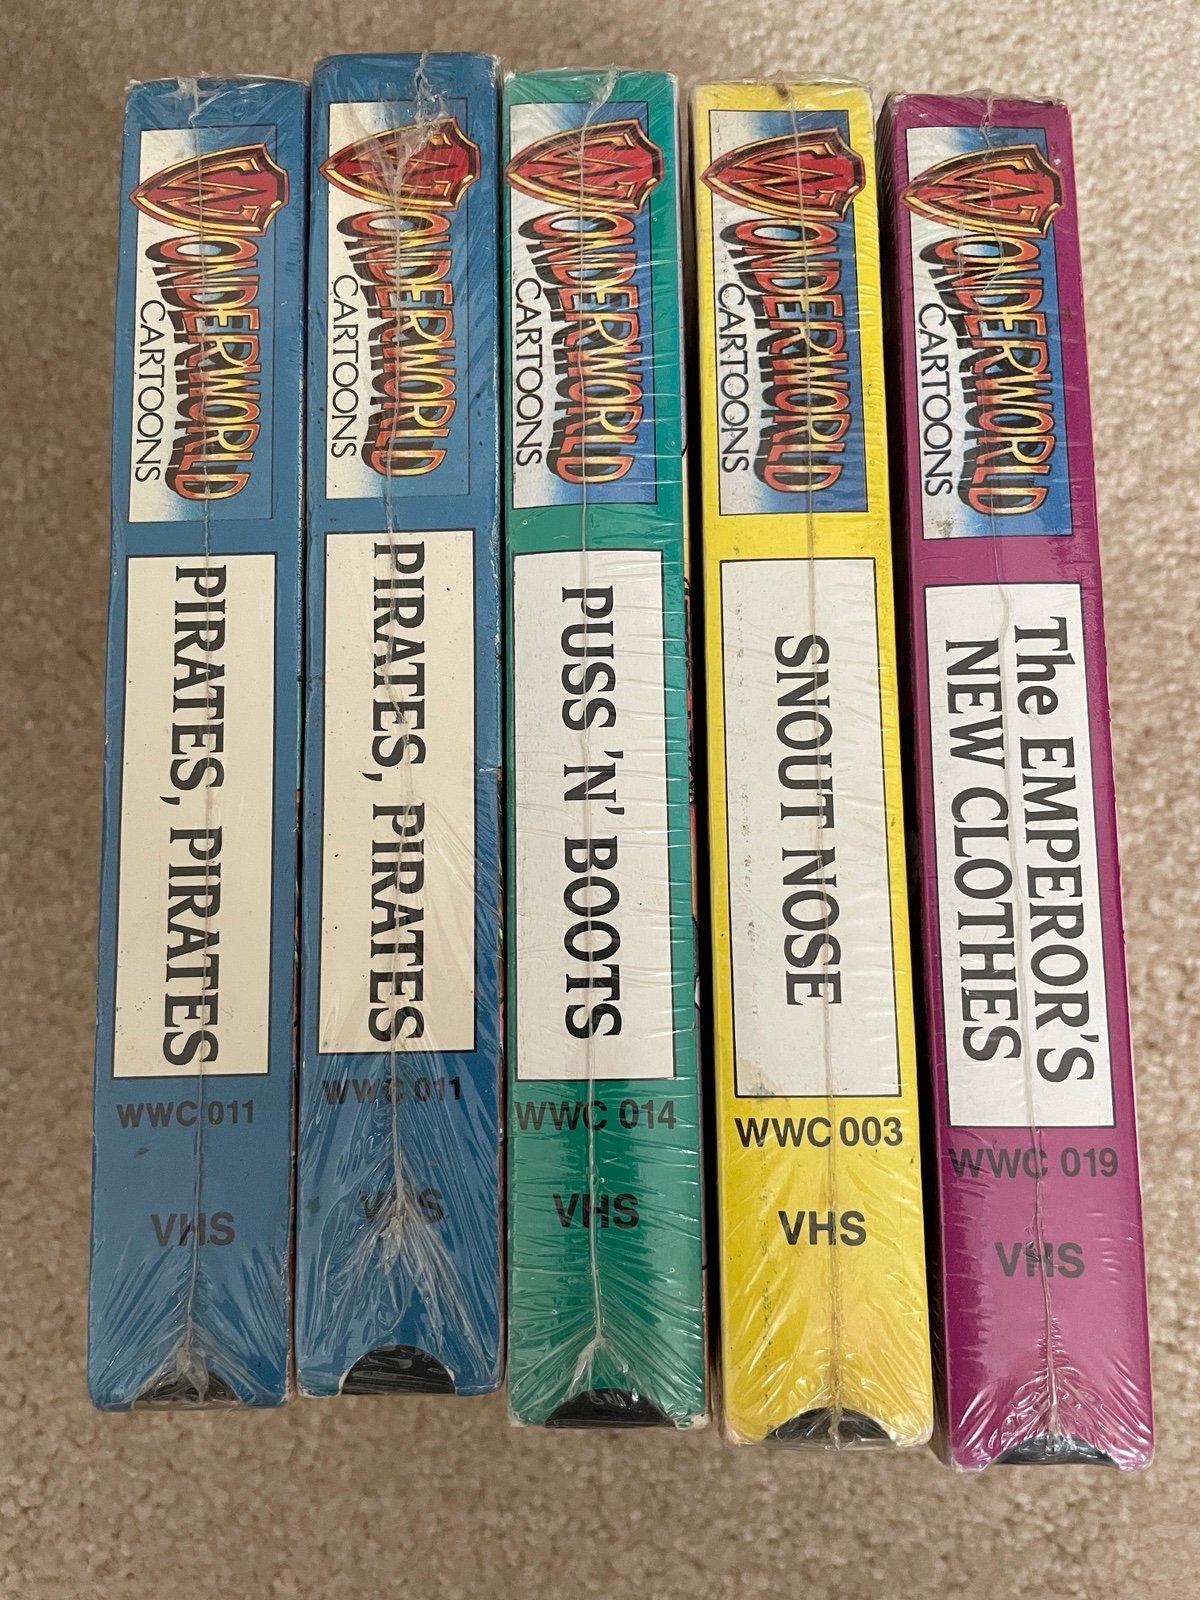 WONDERWORLD
CARTOONS
PIRATES, PIRATES
WWC 011
VHS
WONDERWORLD
CARTOONS
PIRATES, PIRATES
WWC 011
VHS
WONDERWORLD
CARTOONS
PUSS 'N' BOOTS
WWC 014
VHS
WONDERWORLD
CARTOONS
SNOUT NOSE
WWC 003
VHS
WONDERWORLD
CARTOONS
The EMPEROR'S
NEW CLOTHES
WWC 019
VHS